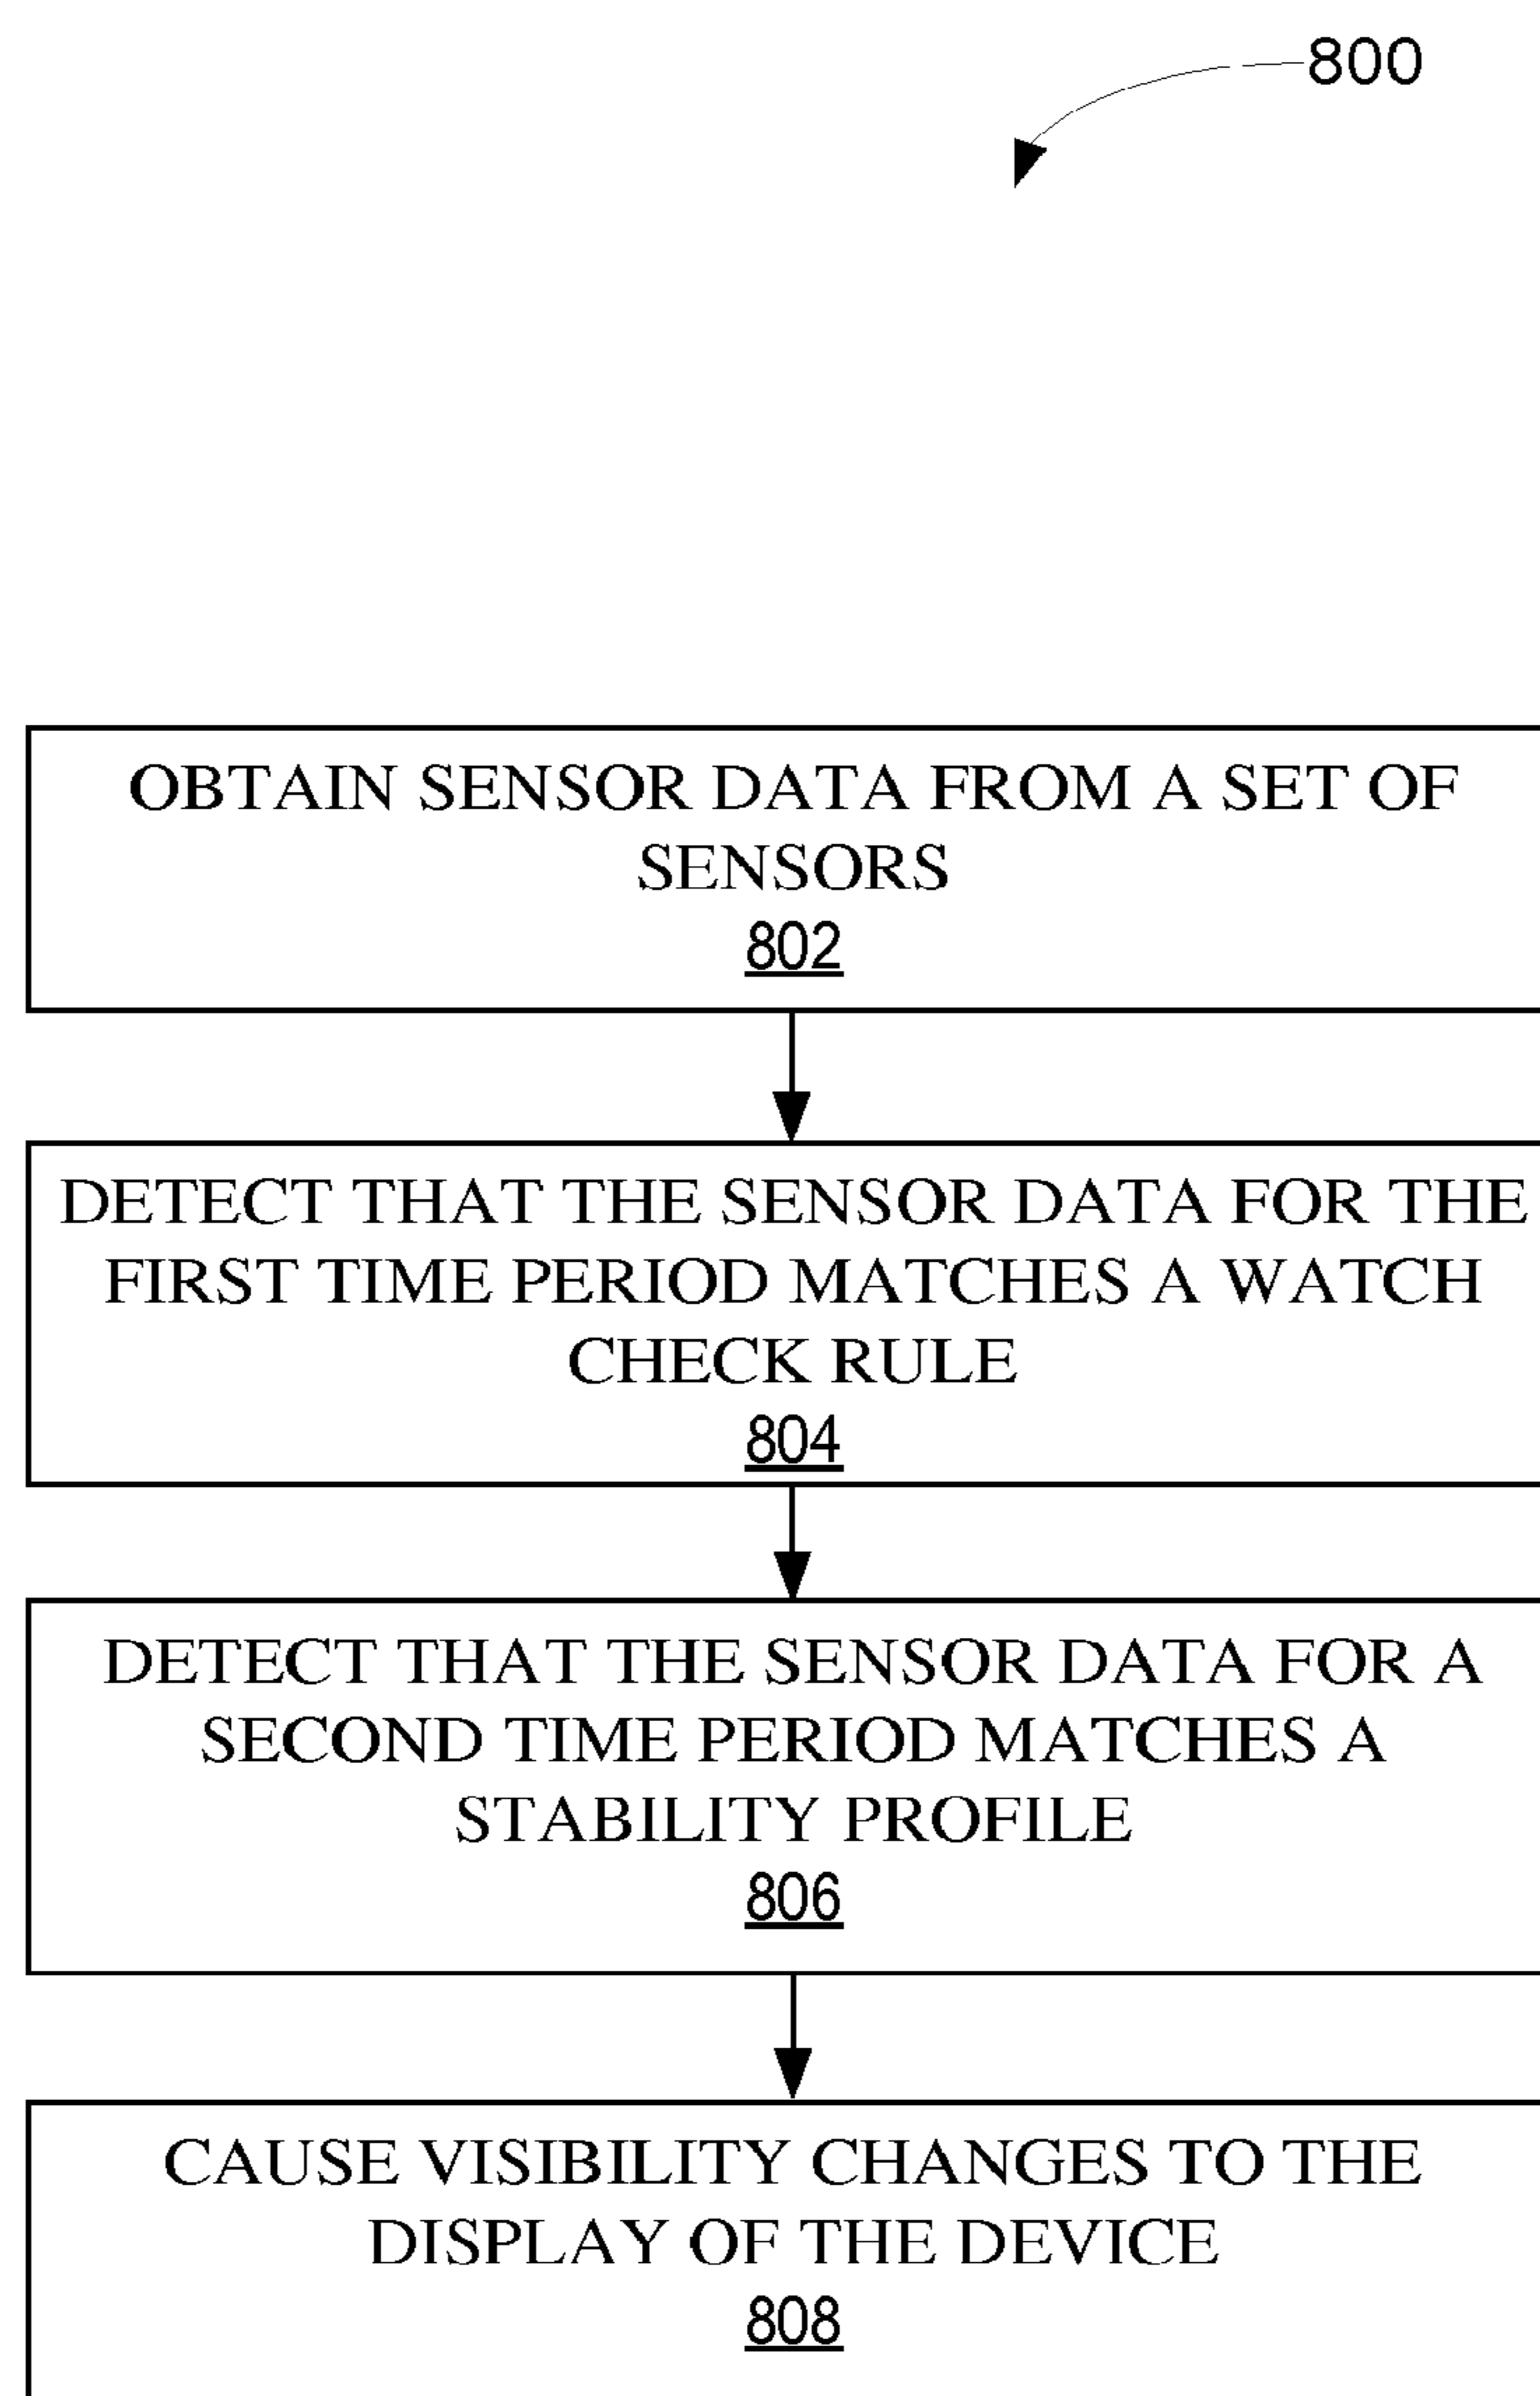 800
OBTAIN SENSOR DATA FROM A SET OF
SENSORS
802
DETECT THAT THE SENSOR DATA FOR THE
FIRST TIME PERIOD MATCHES A WATCH
CHECK RULE
804
DETECT THAT THE SENSOR DATA FOR A
SECOND TIME PERIOD MATCHES A
STABILITY PROFILE
806
CAUSE VISIBILITY CHANGES TO THE
DISPLAY OF THE DEVICE
808